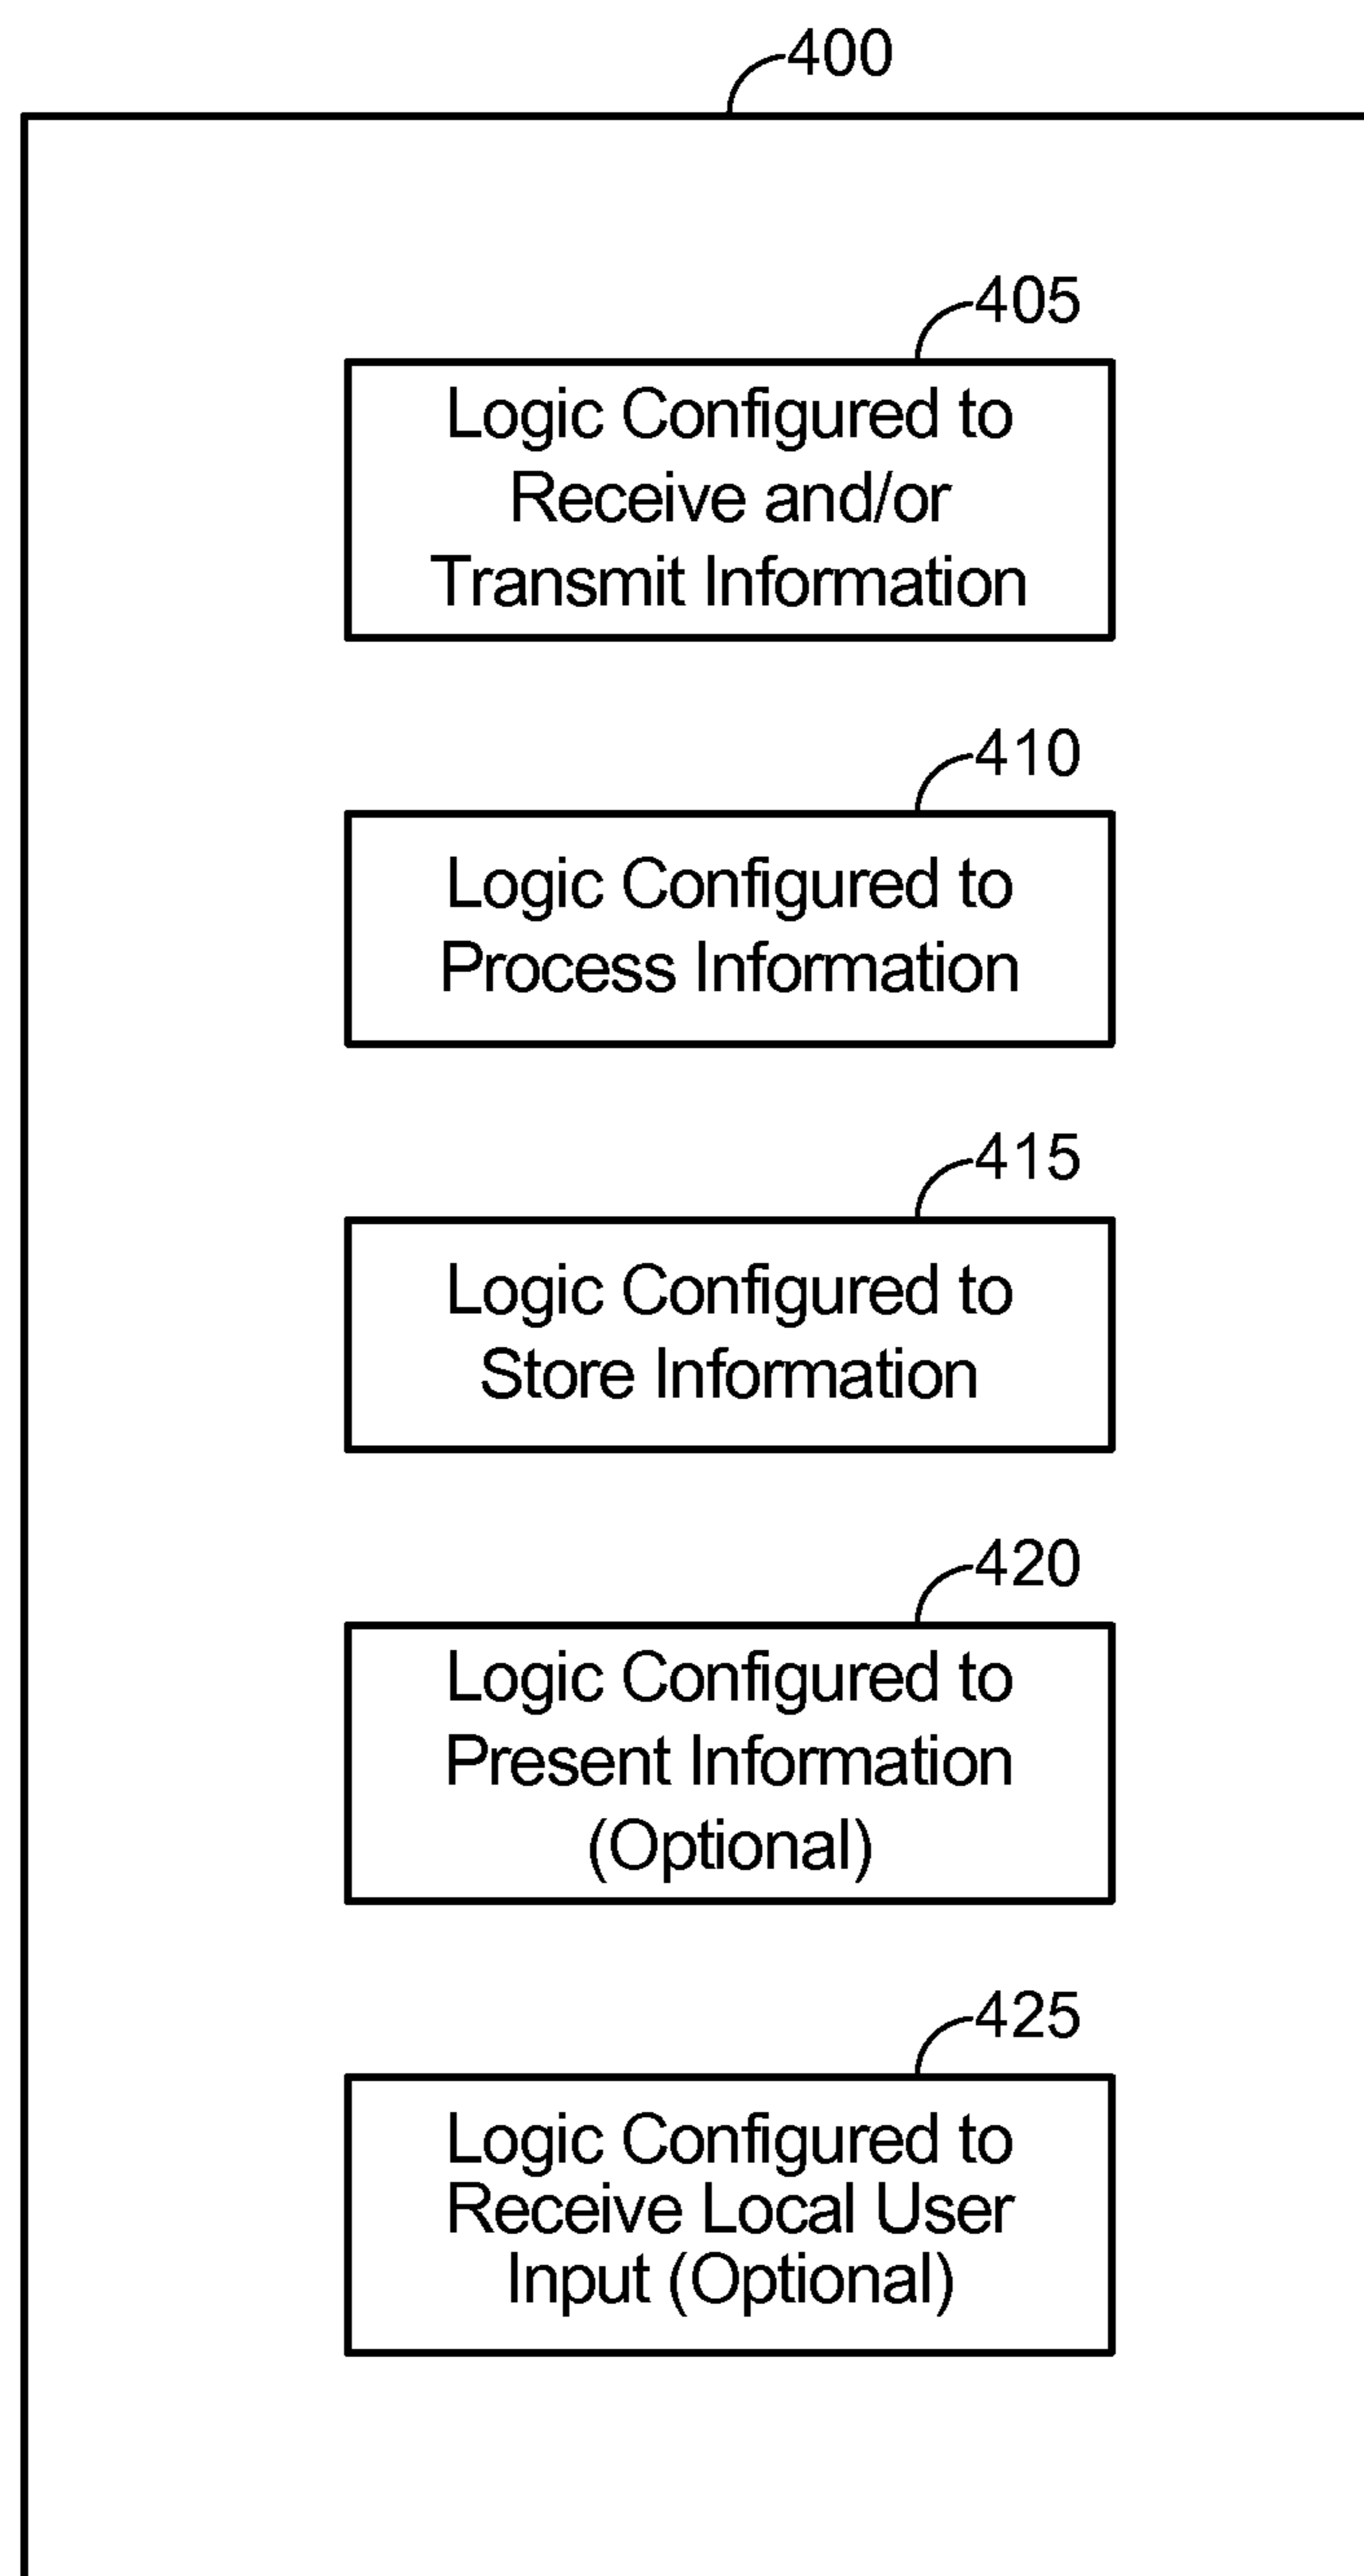 400
405
Logic Configured to
Receive and/or
Transmit Information
410
Logic Configured to
Process Information
415
Logic Configured to
Store Information
420
Logic Configured to
Present Information
(Optional)
425
Logic Configured to
Receive Local User
Input (Optional)